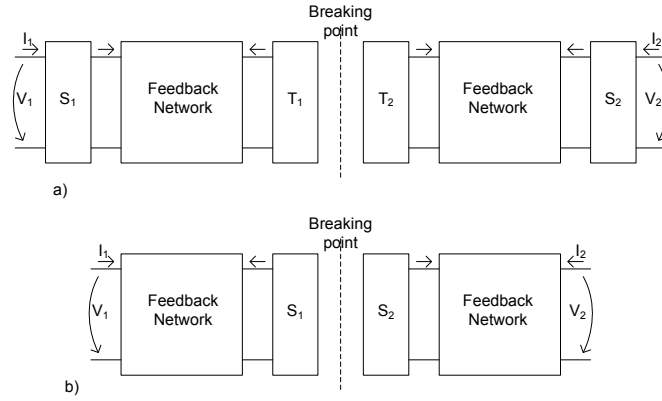 Breaking
point
I1
I2
V1
S1
Feedback
Network
T1
T2
Feedback
Network
S2
V2
a)
Breaking
point
I1
I2
V1
Feedback
Network
S1
S2
Feedback
Network
V2
b)